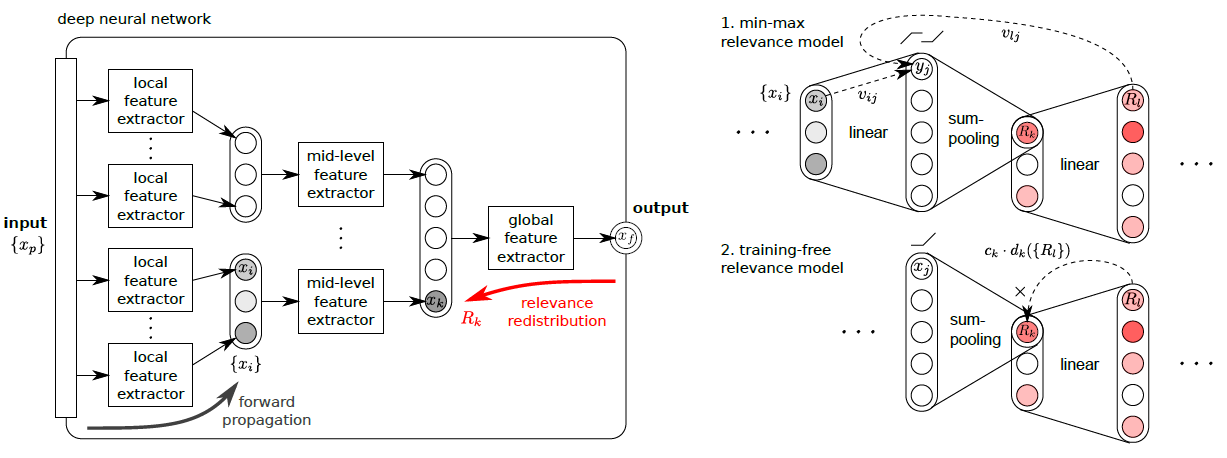 deep neural network
local
feature
extractor
local
feature
extractor
local
feature
extractor
local
feature
extractor
input
{x_p}
x_i
{x_i}
mid-level
feature
extractor
mid-level
feature
extractor
x_k
global
feature
extractor
x_f
output
R_k
relevance
redistribution
forward
propagation
1. min-max
relevance model
{x_i}
x_i
v_{ij}
y_j
v_{lj}
linear
sum-
pooling
R_k
linear
R_l
2. training-free
relevance model
x_j
c_k · d_k({R_l})
×
sum-
pooling
R_k
linear
R_l